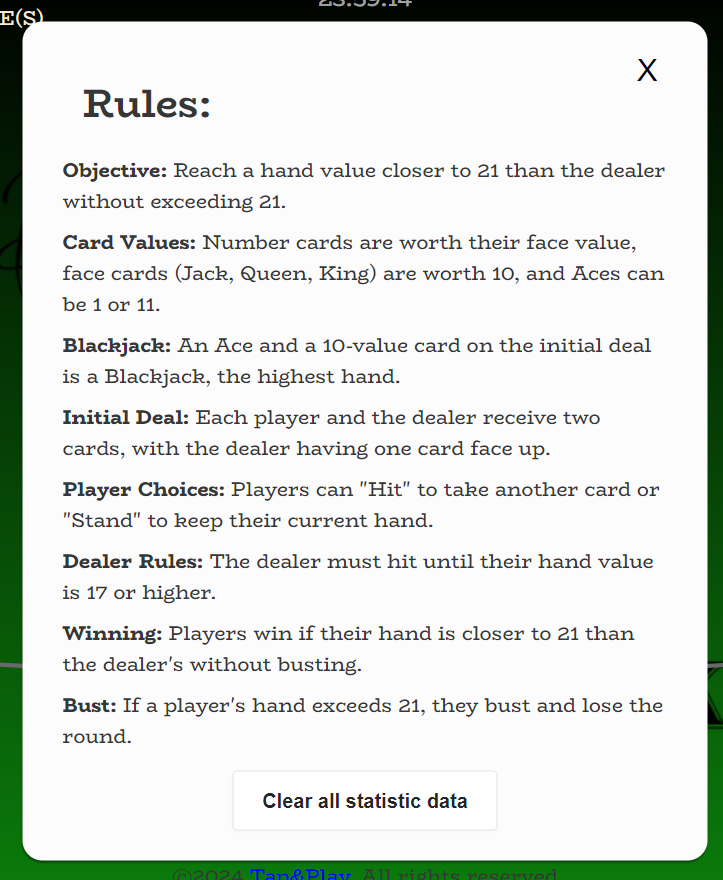 23:59:14
E(S)
X
Rules:
Objective: Reach a hand value closer to 21 than the dealer
without exceeding 21.
Card Values: Number cards are worth their face value,
face cards (Jack, Queen, King) are worth 10, and Aces can
be 1 or 11.
Blackjack: An Ace and a 10-value card on the initial deal
is a Blackjack, the highest hand.
Initial Deal: Each player and the dealer receive two
cards, with the dealer having one card face up.
Player Choices: Players can "Hit" to take another card or
"Stand" to keep their current hand.
Dealer Rules: The dealer must hit until their hand value
is 17 or higher.
Winning: Players win if their hand is closer to 21 than
the dealer's without busting.
Bust: If a player's hand exceeds 21, they bust and lose the
round.
Clear all statistic data
©2024 Tap&Play. All rights reserved